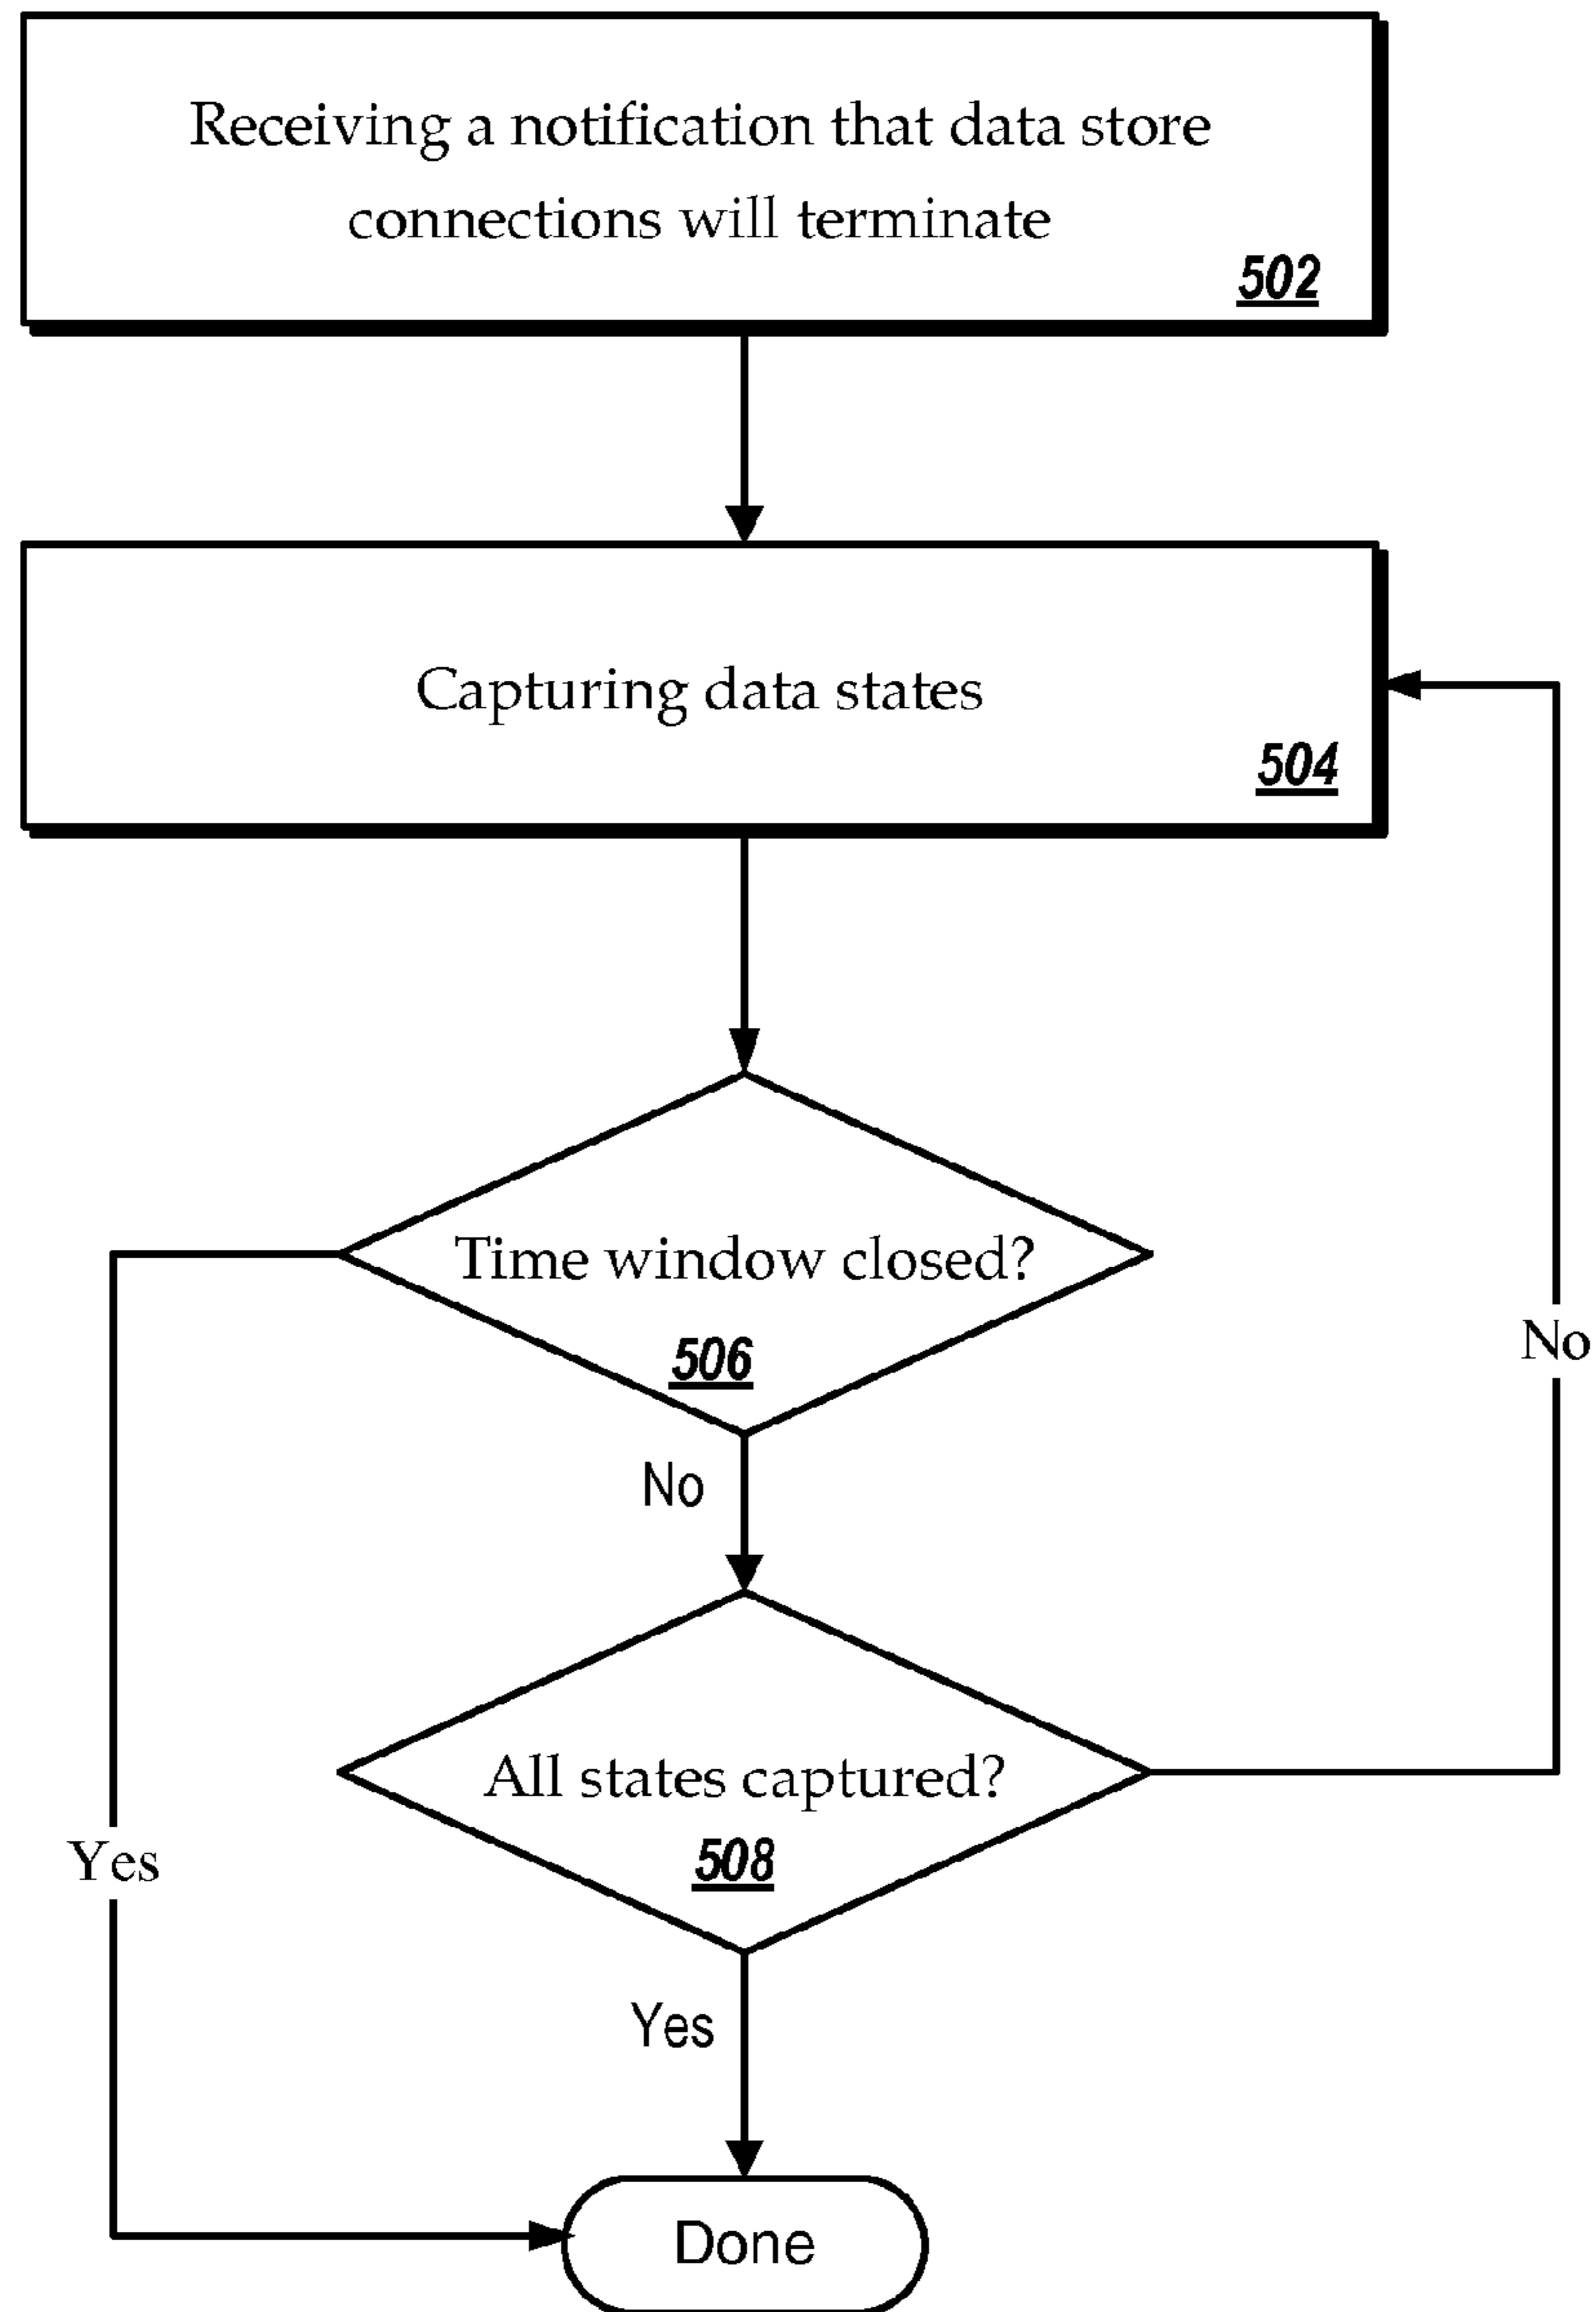 Receiving a notification that data store
connections will terminate
502
Capturing data states
504
Time window closed?
506
No
No
All states captured?
508
Yes
Yes
Done